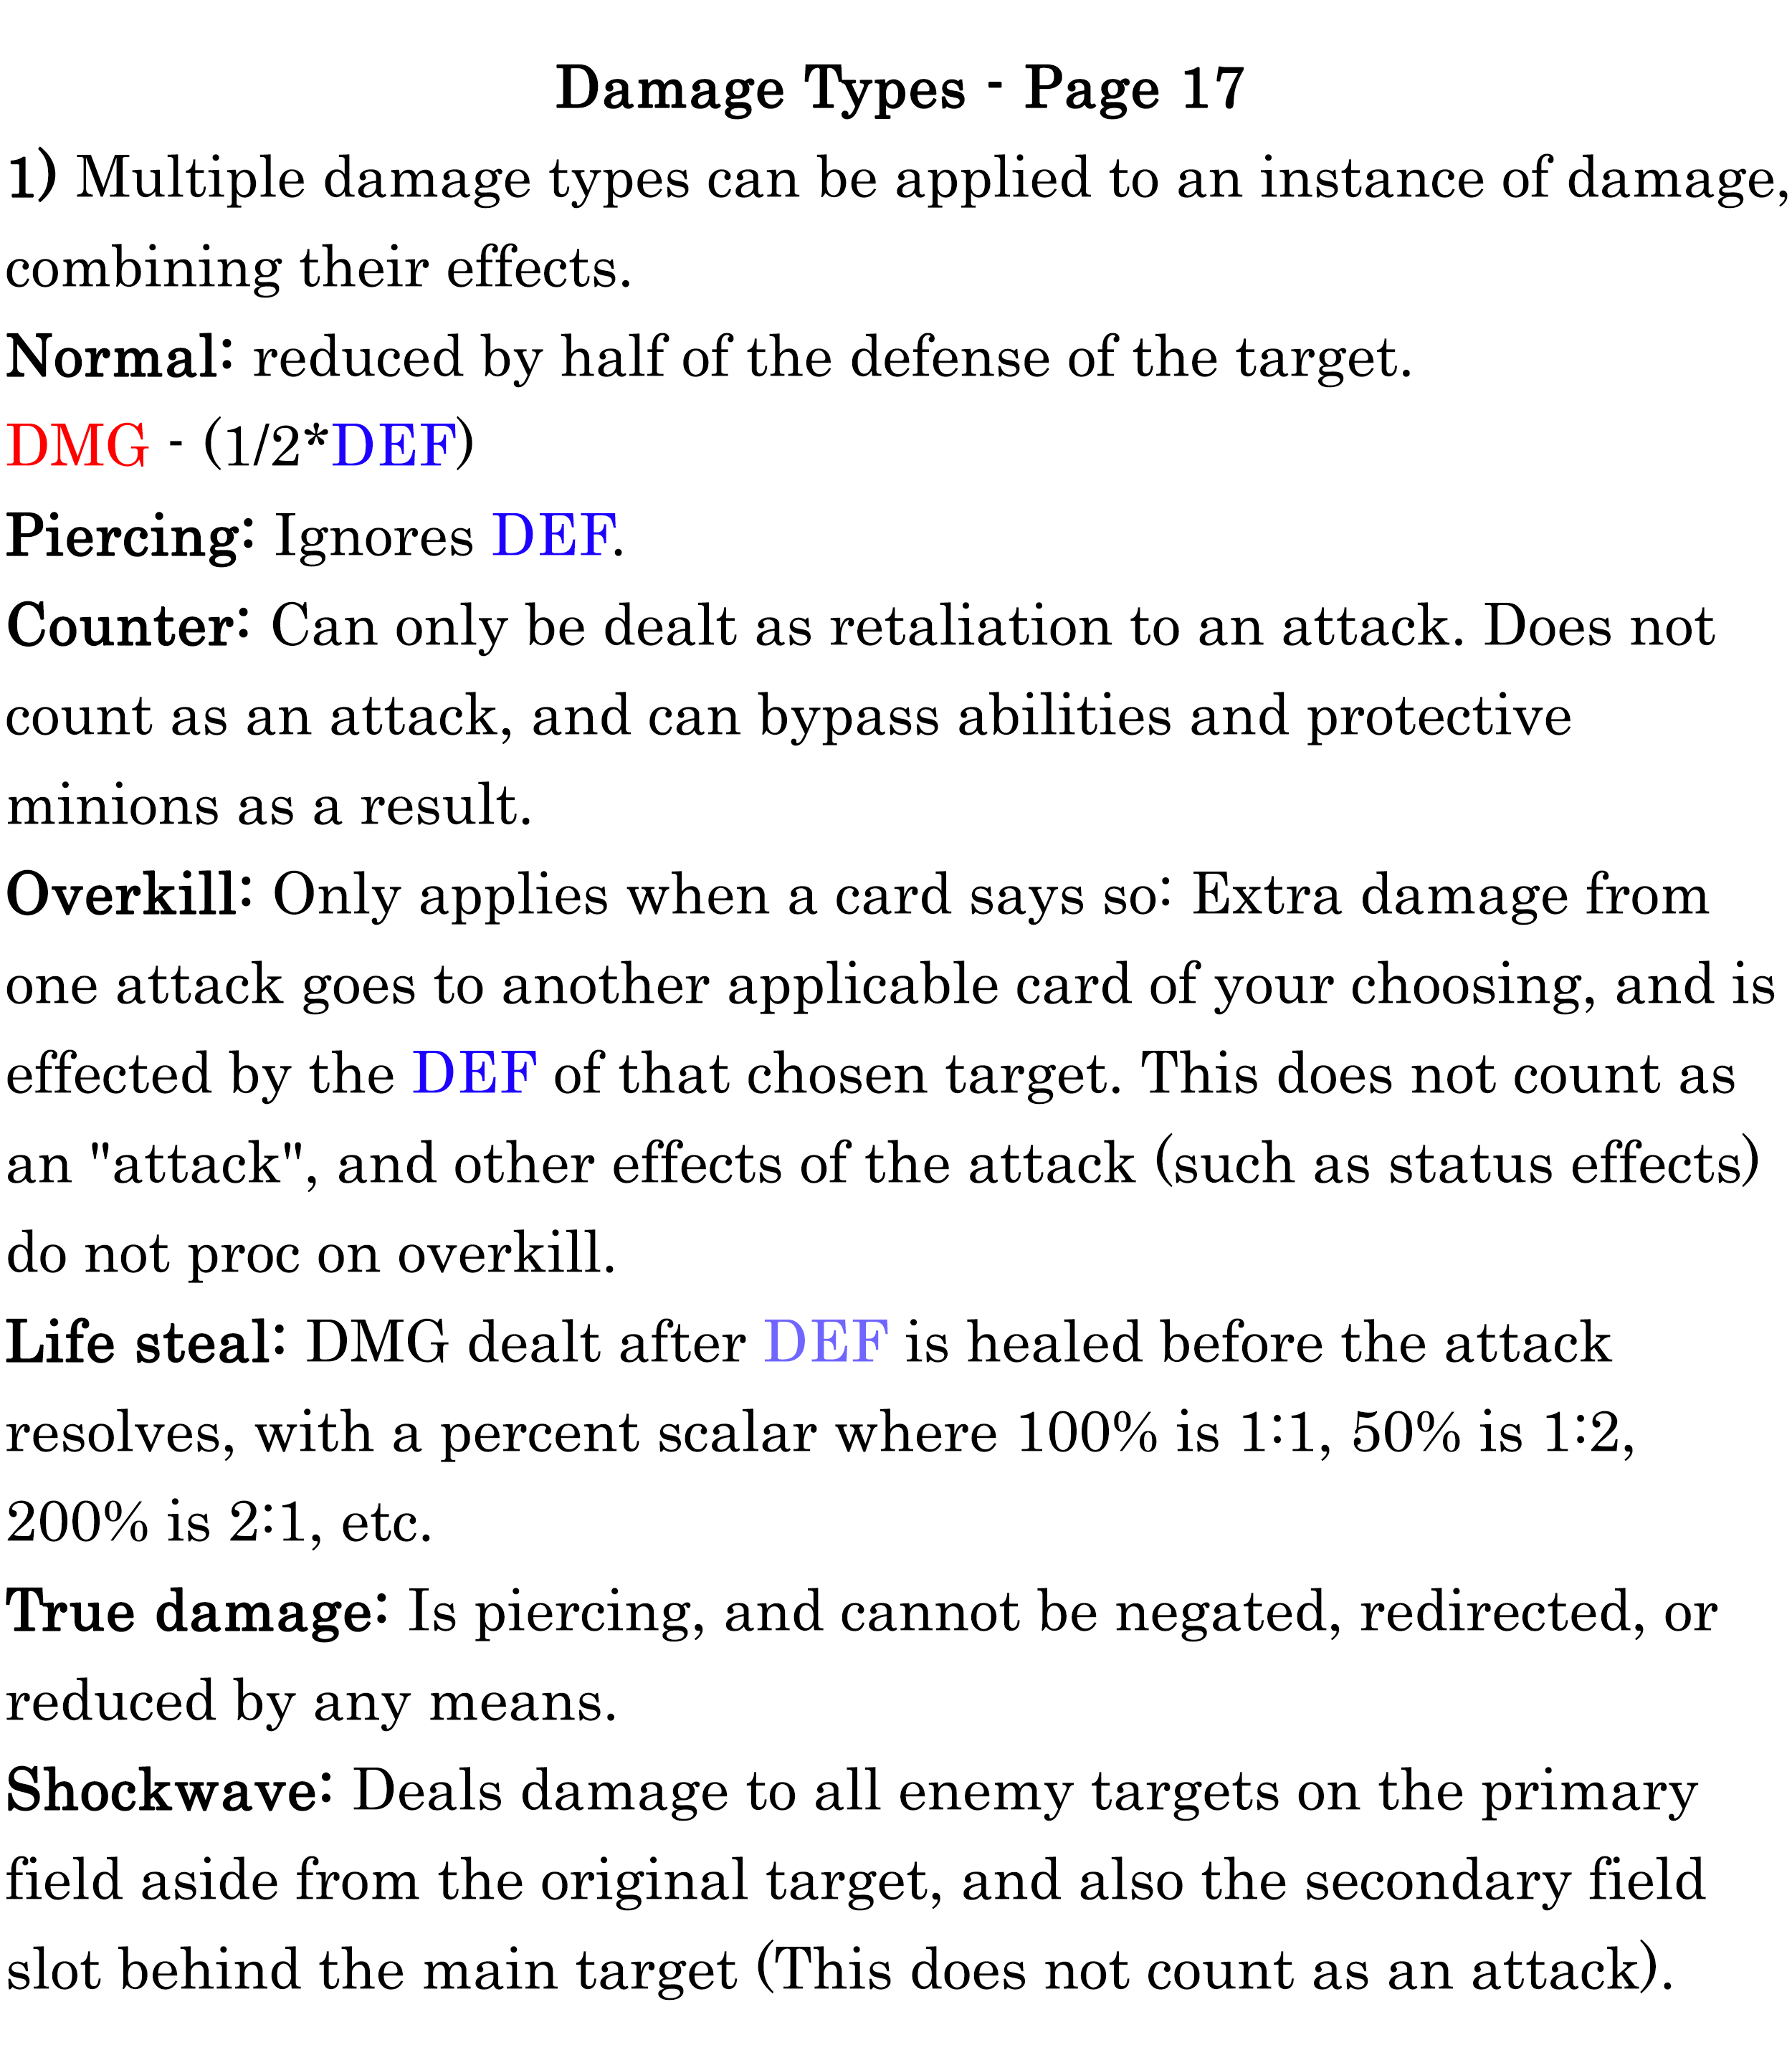 Damage Types - Page 17
1) Multiple damage types can be applied to an instance of damage,
combining their effects.
Normal: reduced by half of the defense of the target.
DMG - (1/2*DEF)
Piercing: Ignores DEF.
Counter: Can only be dealt as retaliation to an attack. Does not
count as an attack, and can bypass abilities and protective
minions as a result.
Overkill: Only applies when a card says so: Extra damage from
one attack goes to another applicable card of your choosing, and is
effected by the DEF of that chosen target. This does not count as
an "attack", and other effects of the attack (such as status effects)
do not proc on overkill.
Life steal: DMG dealt after DEF is healed before the attack
resolves, with a percent scalar where 100% is 1:1, 50% is 1:2,
200% is 2:1, etc.
True damage: Is piercing, and cannot be negated, redirected, or
reduced by any means.
Shockwave: Deals damage to all enemy targets on the primary
field aside from the original target, and also the secondary field
slot behind the main target (This does not count as an attack).